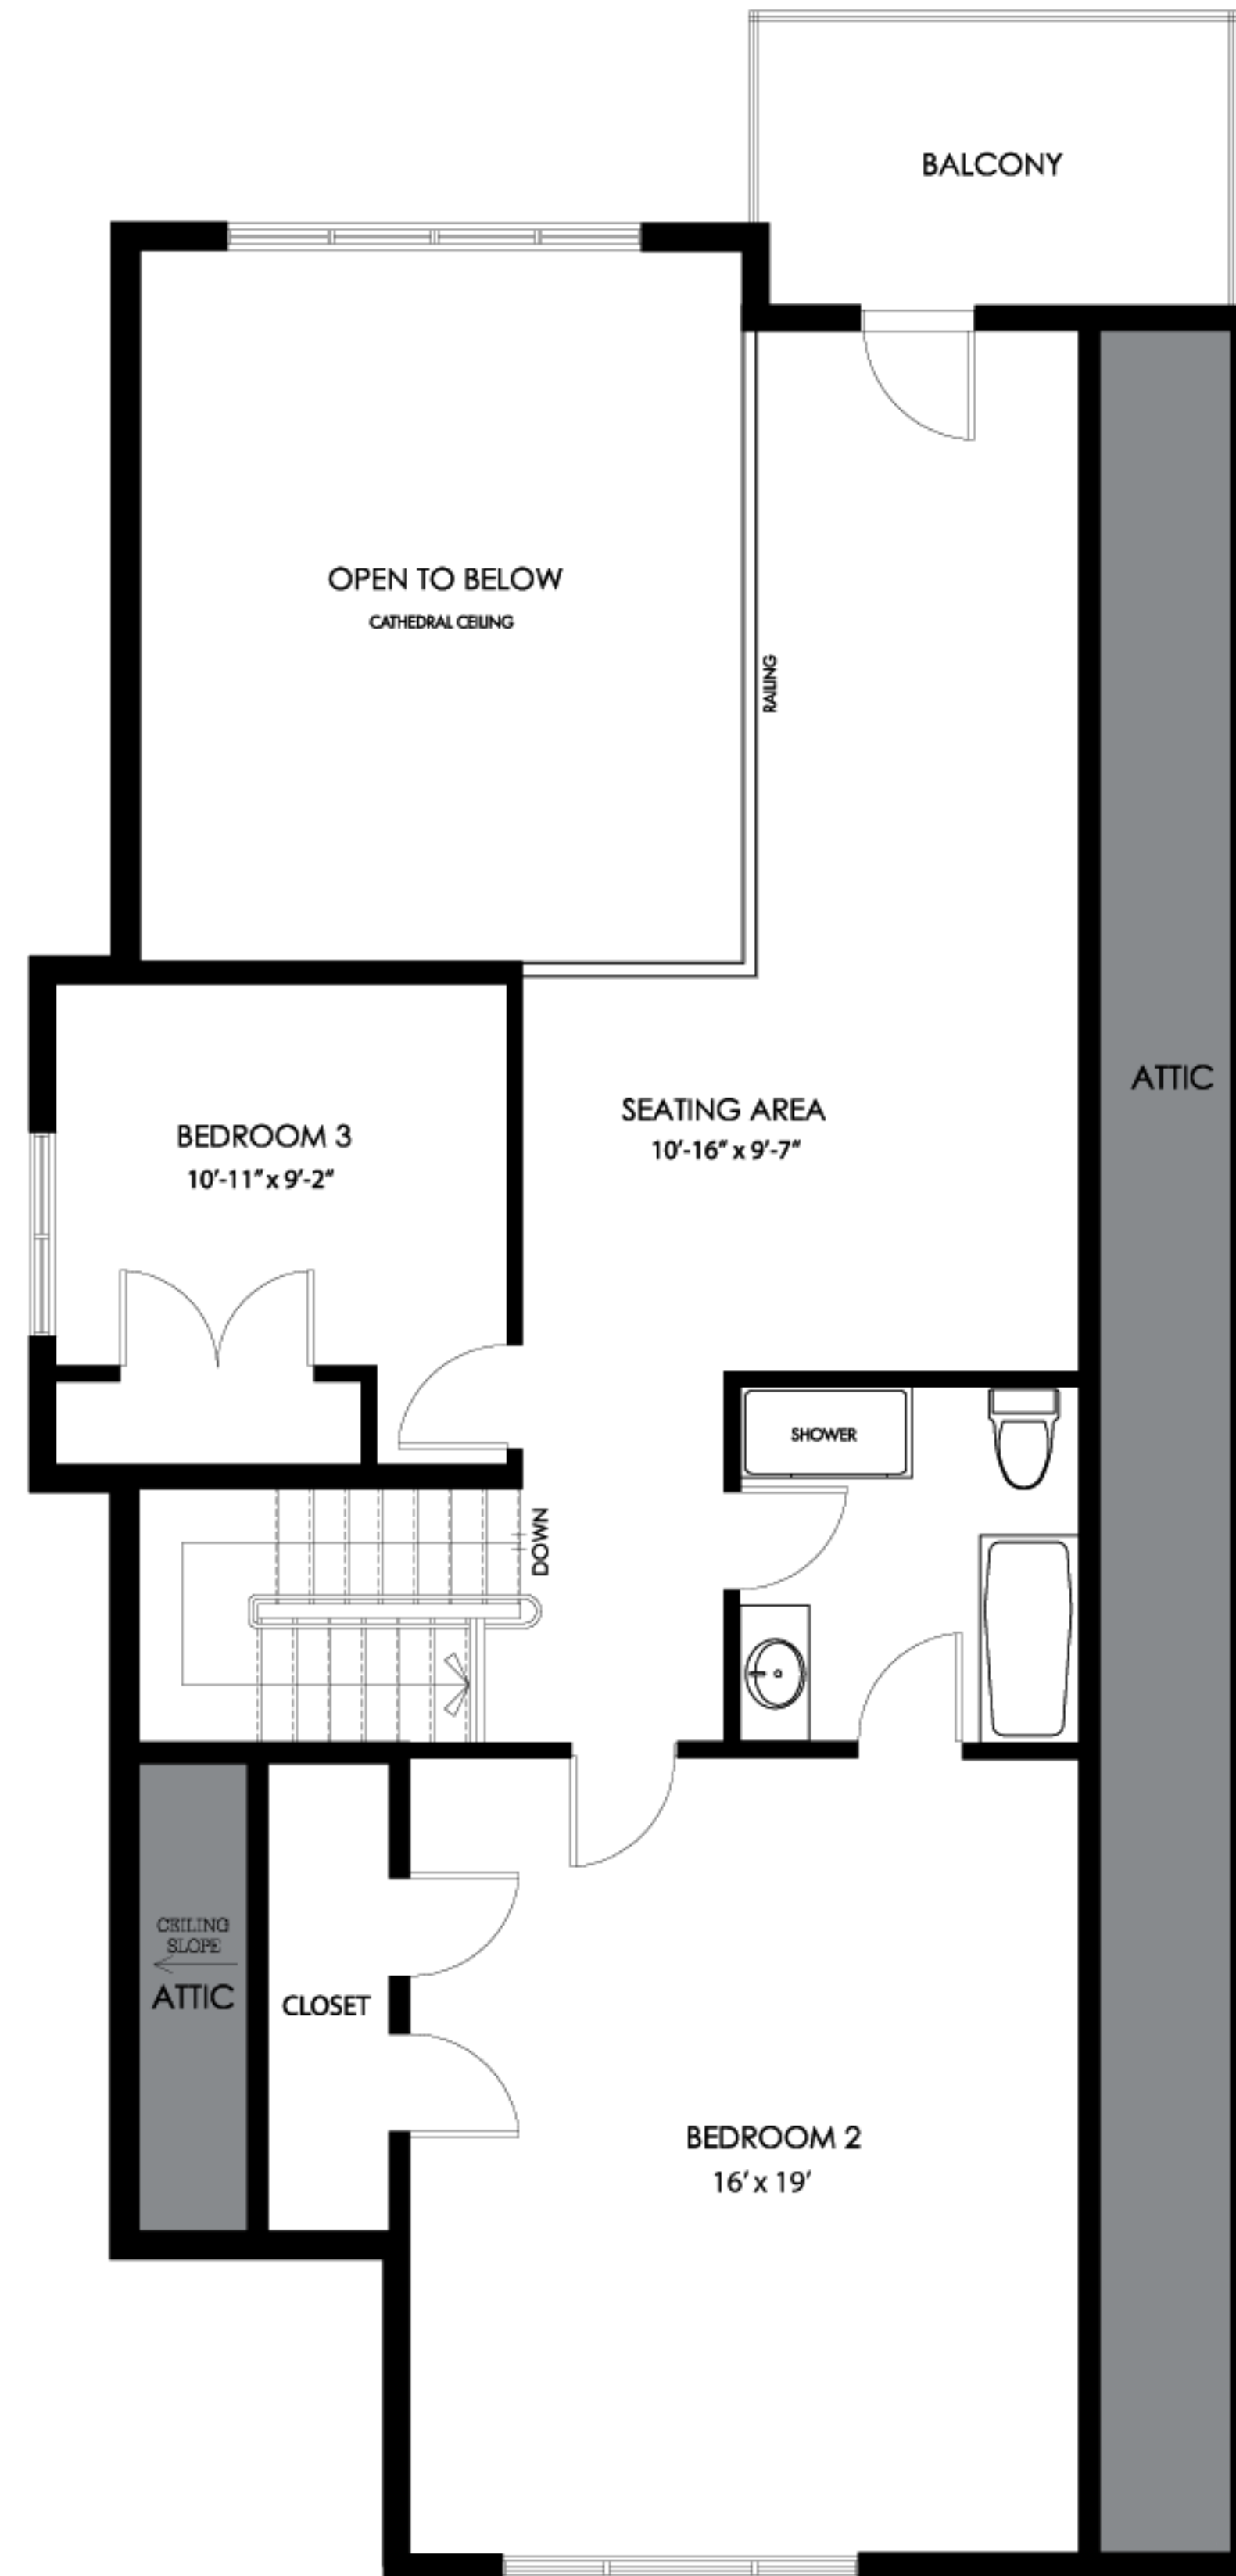 BALCONY
OPEN TO BELOW
CATHEDRAL CEILING
RAILING
ATTIC
SEATING AREA
10'-16" x 9'-7"
BEDROOM 3
10'-11" x 9'-2"
SHOWER
DOWN
CEILING
SLOPE
ATTIC
CLOSET
BEDROOM 2
16' x 19'